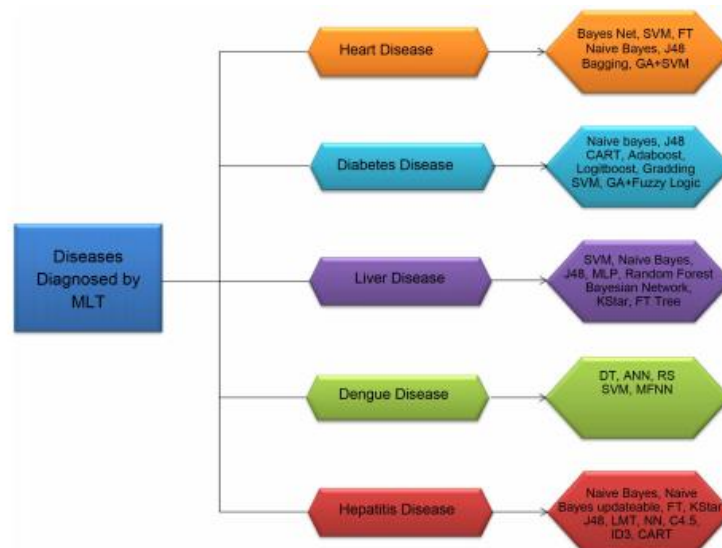 Diseases
Diagnosed by
MLT
Heart Disease
Bayes Net, SVM, FT
Naive Bayes, J48
Bagging, GA+SVM
Diabetes Disease
Naive bayes, J48
CART, Adaboost,
Logitboost, Gradding
SVM, GA+Fuzzy Logic
Liver Disease
SVM, Naive Bayes,
J48, MLP, Random Forest
Bayesian Network,
KStar, FT Tree
Dengue Disease
DT, ANN, RS
SVM, MFNN
Hepatitis Disease
Naive Bayes, Naive
Bayes updateable, FT, KStar
J48, LMT, NN, C4.5,
ID3, CART